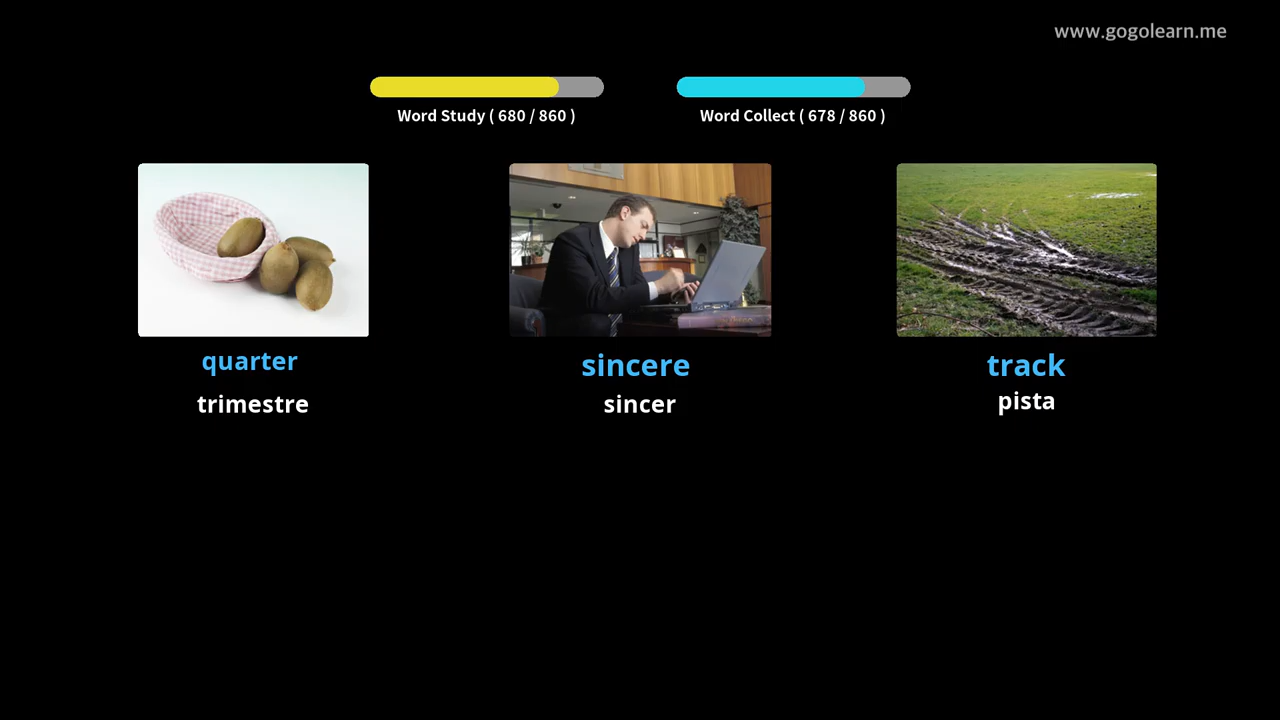 www.gogolearn.me
Word Study ( 680 / 860 )
Word Collect ( 678 / 860 )
quarter
trimestre
sincere
sincer
track
pista